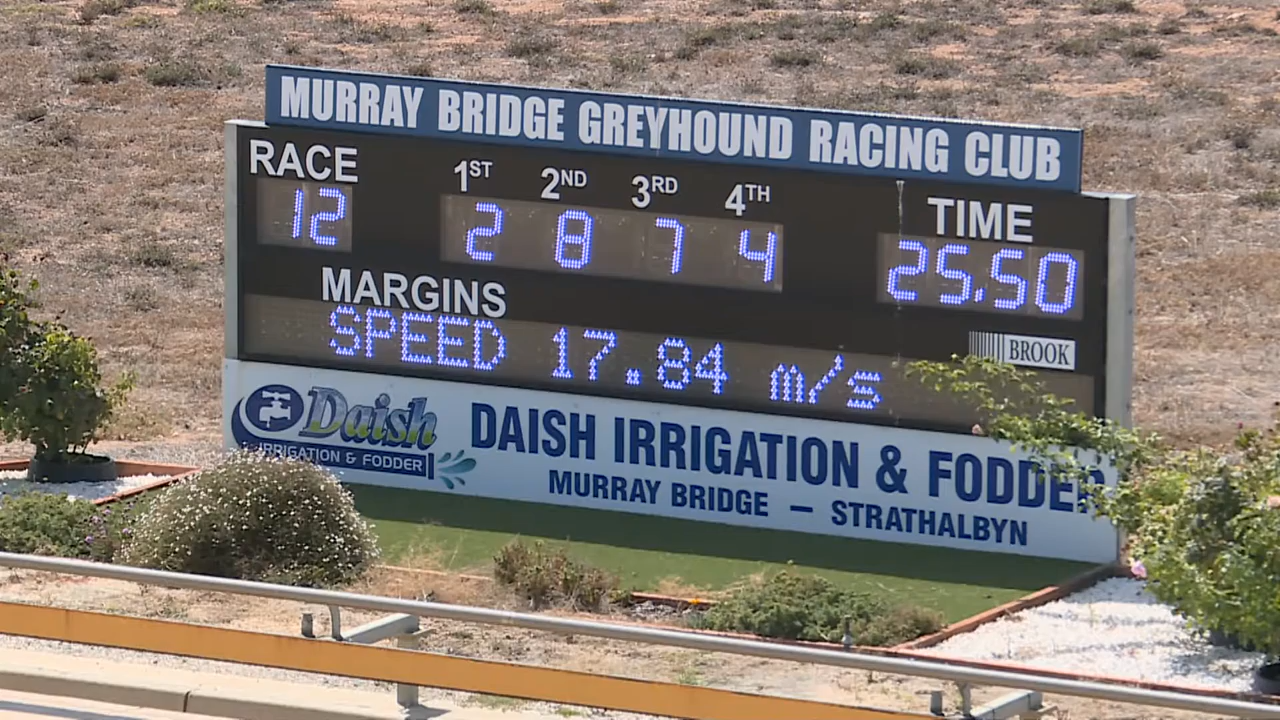 MURRAY BRIDGE GREYHOUND RACING CLUB
RACE 1ST 2ND 3RD 4TH TIME
12 2 8 7 4 25.50
MARGINS
SPEED 17.84 m/s
BROOK
Daish
IRRIGATION & FODDER
DAISH IRRIGATION & FODDER
MURRAY BRIDGE – STRATHALBYN